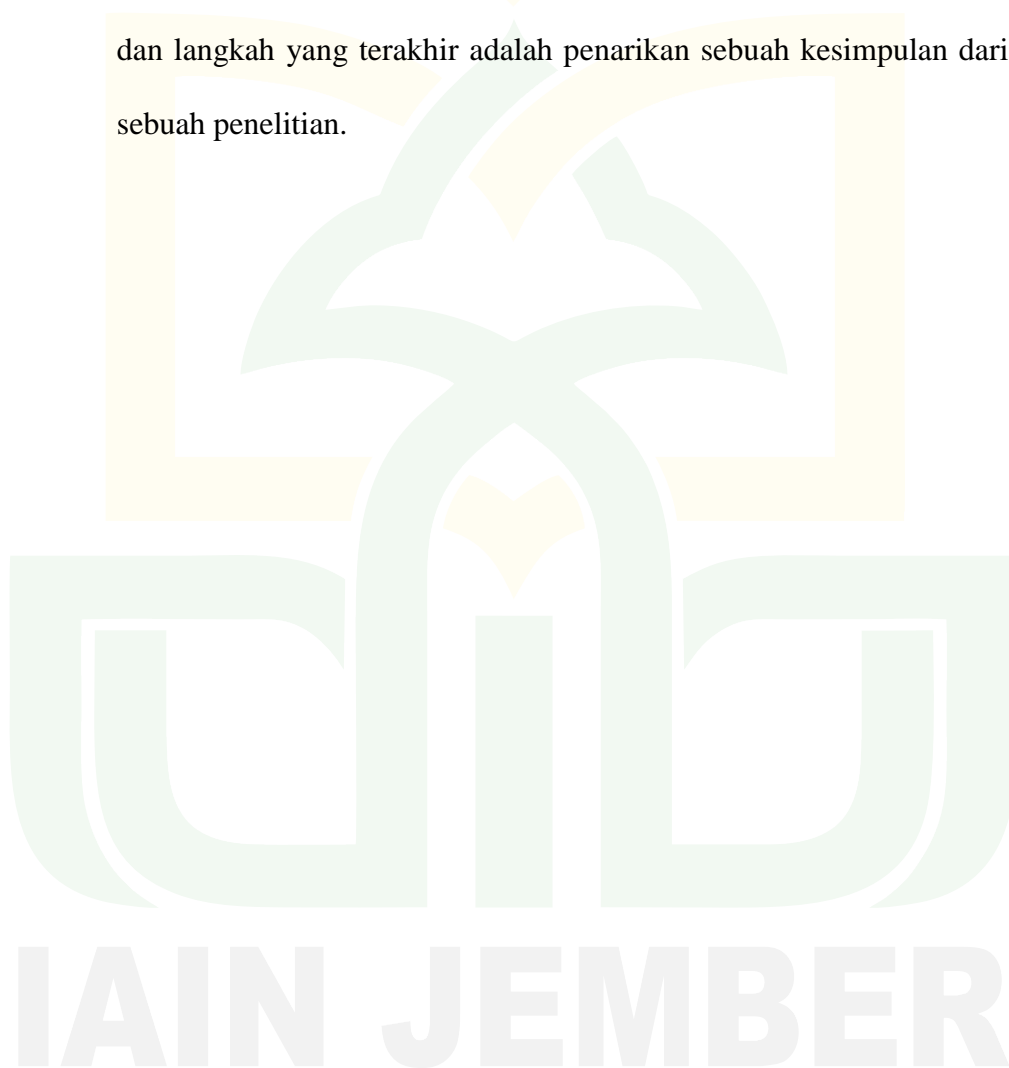 dan langkah yang terakhir adalah penarikan sebuah kesimpulan dari
sebuah penelitian.
IAIN JEMBER